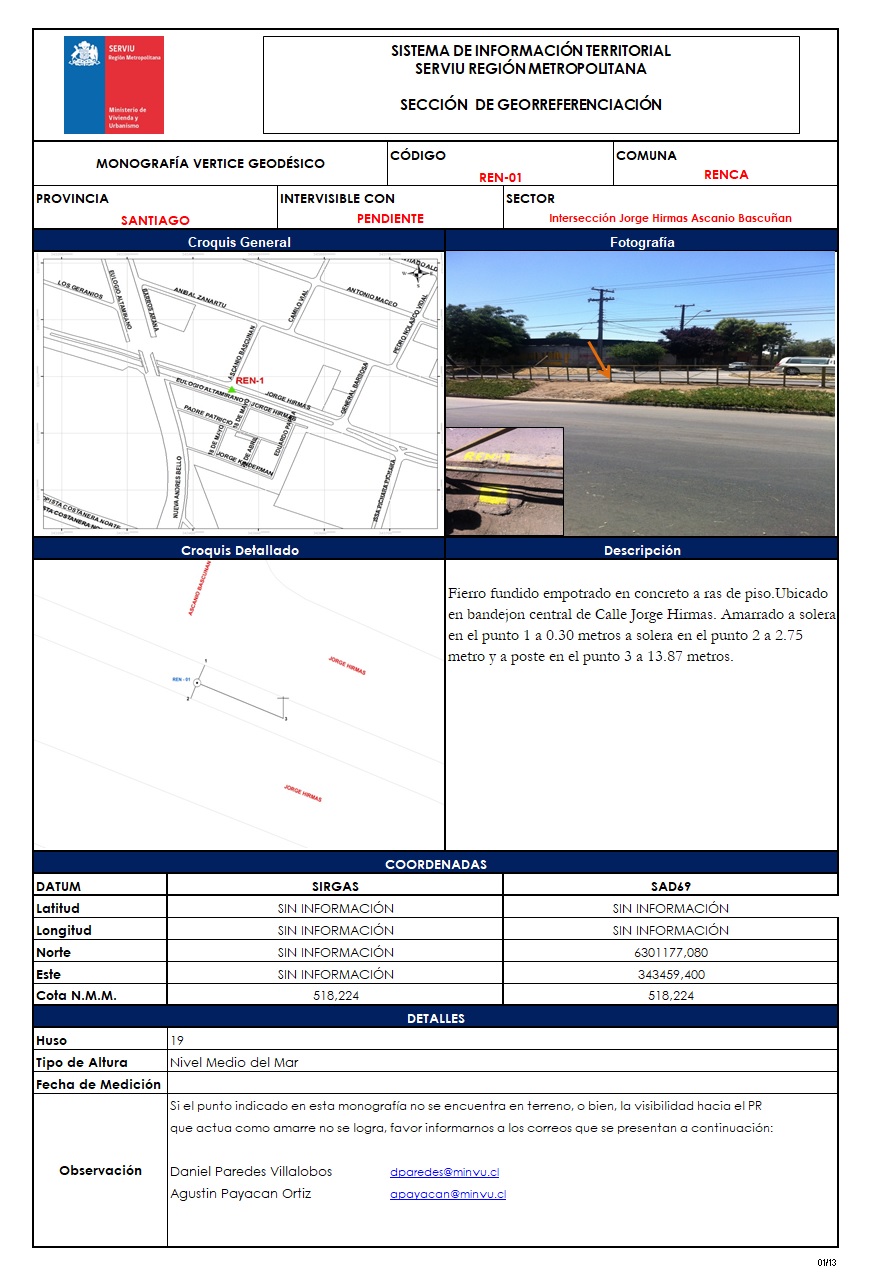 SERVIU
Región Metropolitana
Ministerio de
Vivienda y
Urbanismo
SISTEMA DE INFORMACIÓN TERRITORIAL
SERVIU REGIÓN METROPOLITANA
SECCIÓN DE GEORREFERENCIACIÓN
MONOGRAFÍA VERTICE GEODÉSICO
CÓDIGO
REN-01
COMUNA
RENCA
PROVINCIA
SANTIAGO
INTERVISIBLE CON
PENDIENTE
SECTOR
Intersección Jorge Hirmas Ascanio Bascuñan
Croquis General
Fotografía
LOS GERANIOS
EULOGIO ALTAMIRANO
BARROS ARANA
ANIBAL ZANARTU
CAMILO VIAL
ANTONIO MACEO
PEDRO NOLASCO VIDAL
ASCANIO BASCUNAN
REN-1
EULOGIO ALTAMIRANO
JORGE HIRMAS
JORGE HIRMAS
GENERAL BARBOSA
PADRE PATRICIO
18 DE MAYO
18 DE MAYO
DE ABRIL
EDUARDO PARRA
JORGE KINDERMAN
NUEVA ANDRES BELLO
OPISTA COSTANERA NORTE
STA COSTANERA NOR
Croquis Detallado
Descripción
ASCANIO BASCUNAN
JORGE HIRMAS
REN - 01
1
2
3
JORGE HIRMAS
Fierro fundido empotrado en concreto a ras de piso.Ubicado
en bandejon central de Calle Jorge Hirmas. Amarrado a solera
en el punto 1 a 0.30 metros a solera en el punto 2 a 2.75
metro y a poste en el punto 3 a 13.87 metros.
COORDENADAS
DATUM SIRGAS SAD69
Latitud SIN INFORMACIÓN SIN INFORMACIÓN
Longitud SIN INFORMACIÓN SIN INFORMACIÓN
Norte SIN INFORMACIÓN 6301177,080
Este SIN INFORMACIÓN 343459,400
Cota N.M.M. 518,224 518,224
DETALLES
Huso 19
Tipo de Altura Nivel Medio del Mar
Fecha de Medición
Observación
Si el punto indicado en esta monografía no se encuentra en terreno, o bien, la visibilidad hacia el PR
que actua como amarre no se logra, favor informarnos a los correos que se presentan a continuación:
Daniel Paredes Villalobos dparedes@minvu.cl
Agustin Payacan Ortiz apayacan@minvu.cl
01/13